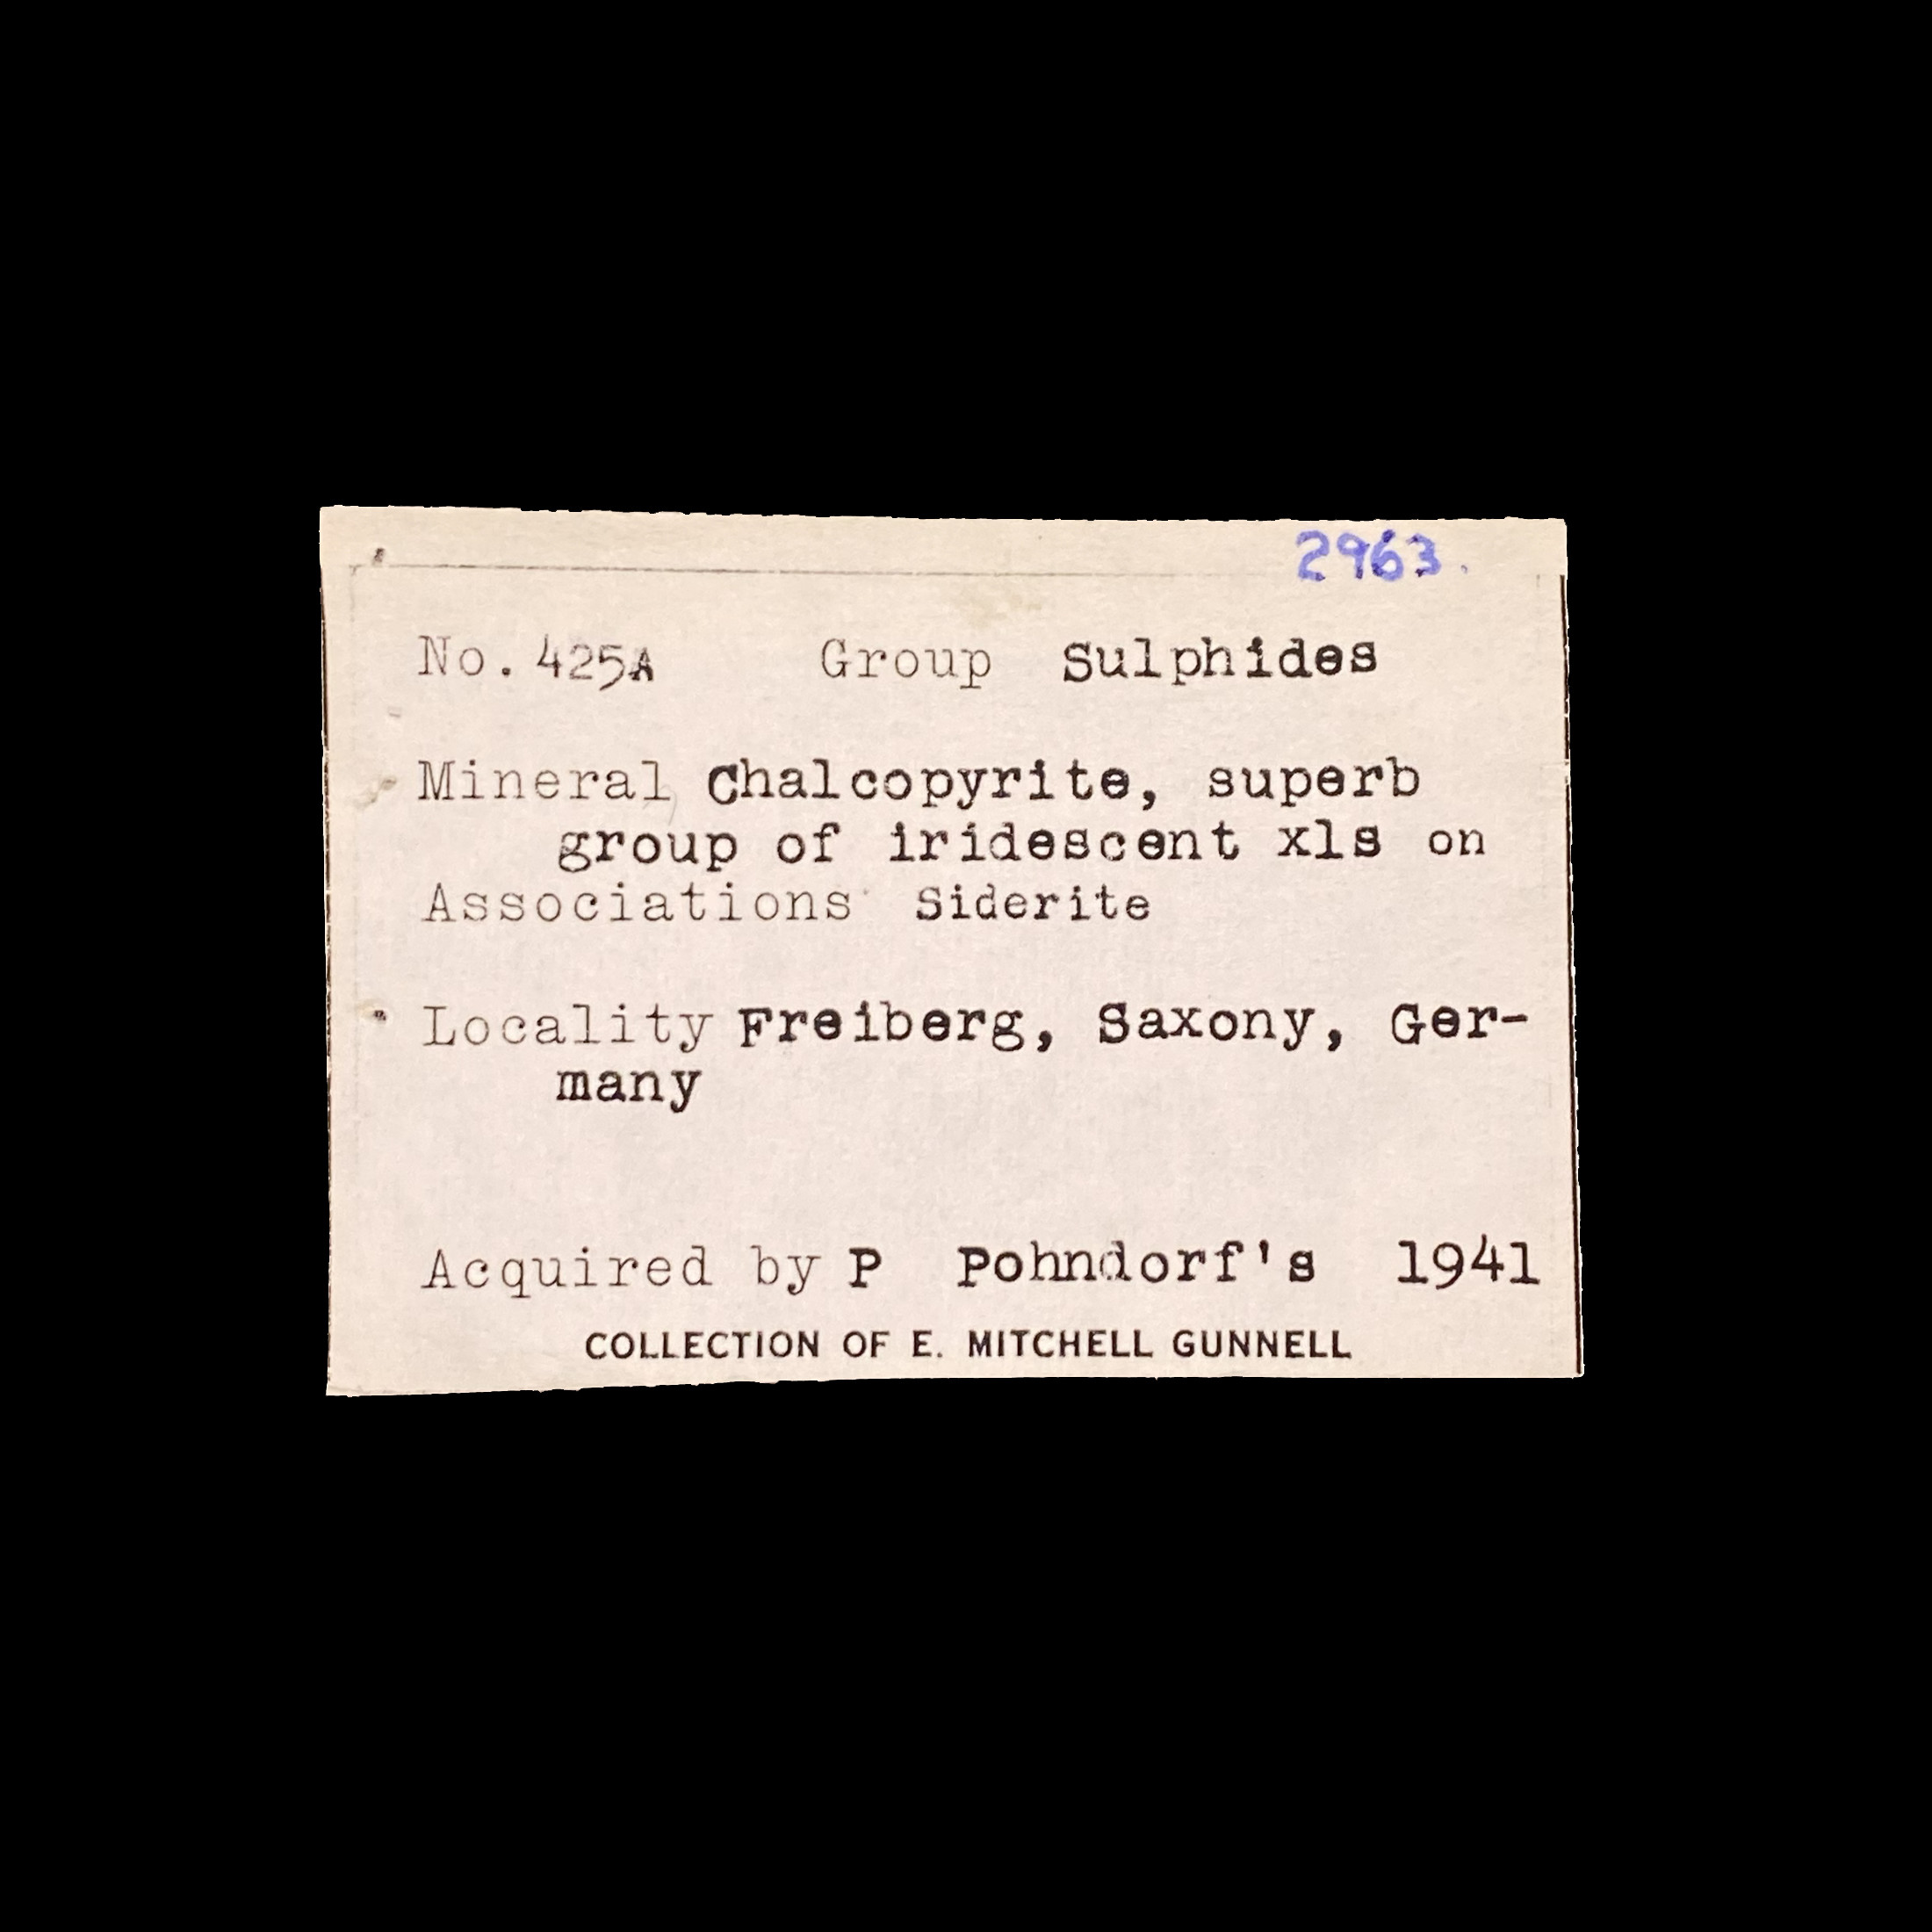 2963.
No. 425A Group Sulphides
Mineral Chalcopyrite, superb
group of iridescent xls on
Associations Siderite
Locality Freiberg, Saxony, Ger-
many
Acquired by P Pohndorf's 1941
COLLECTION OF E. MITCHELL GUNNELL